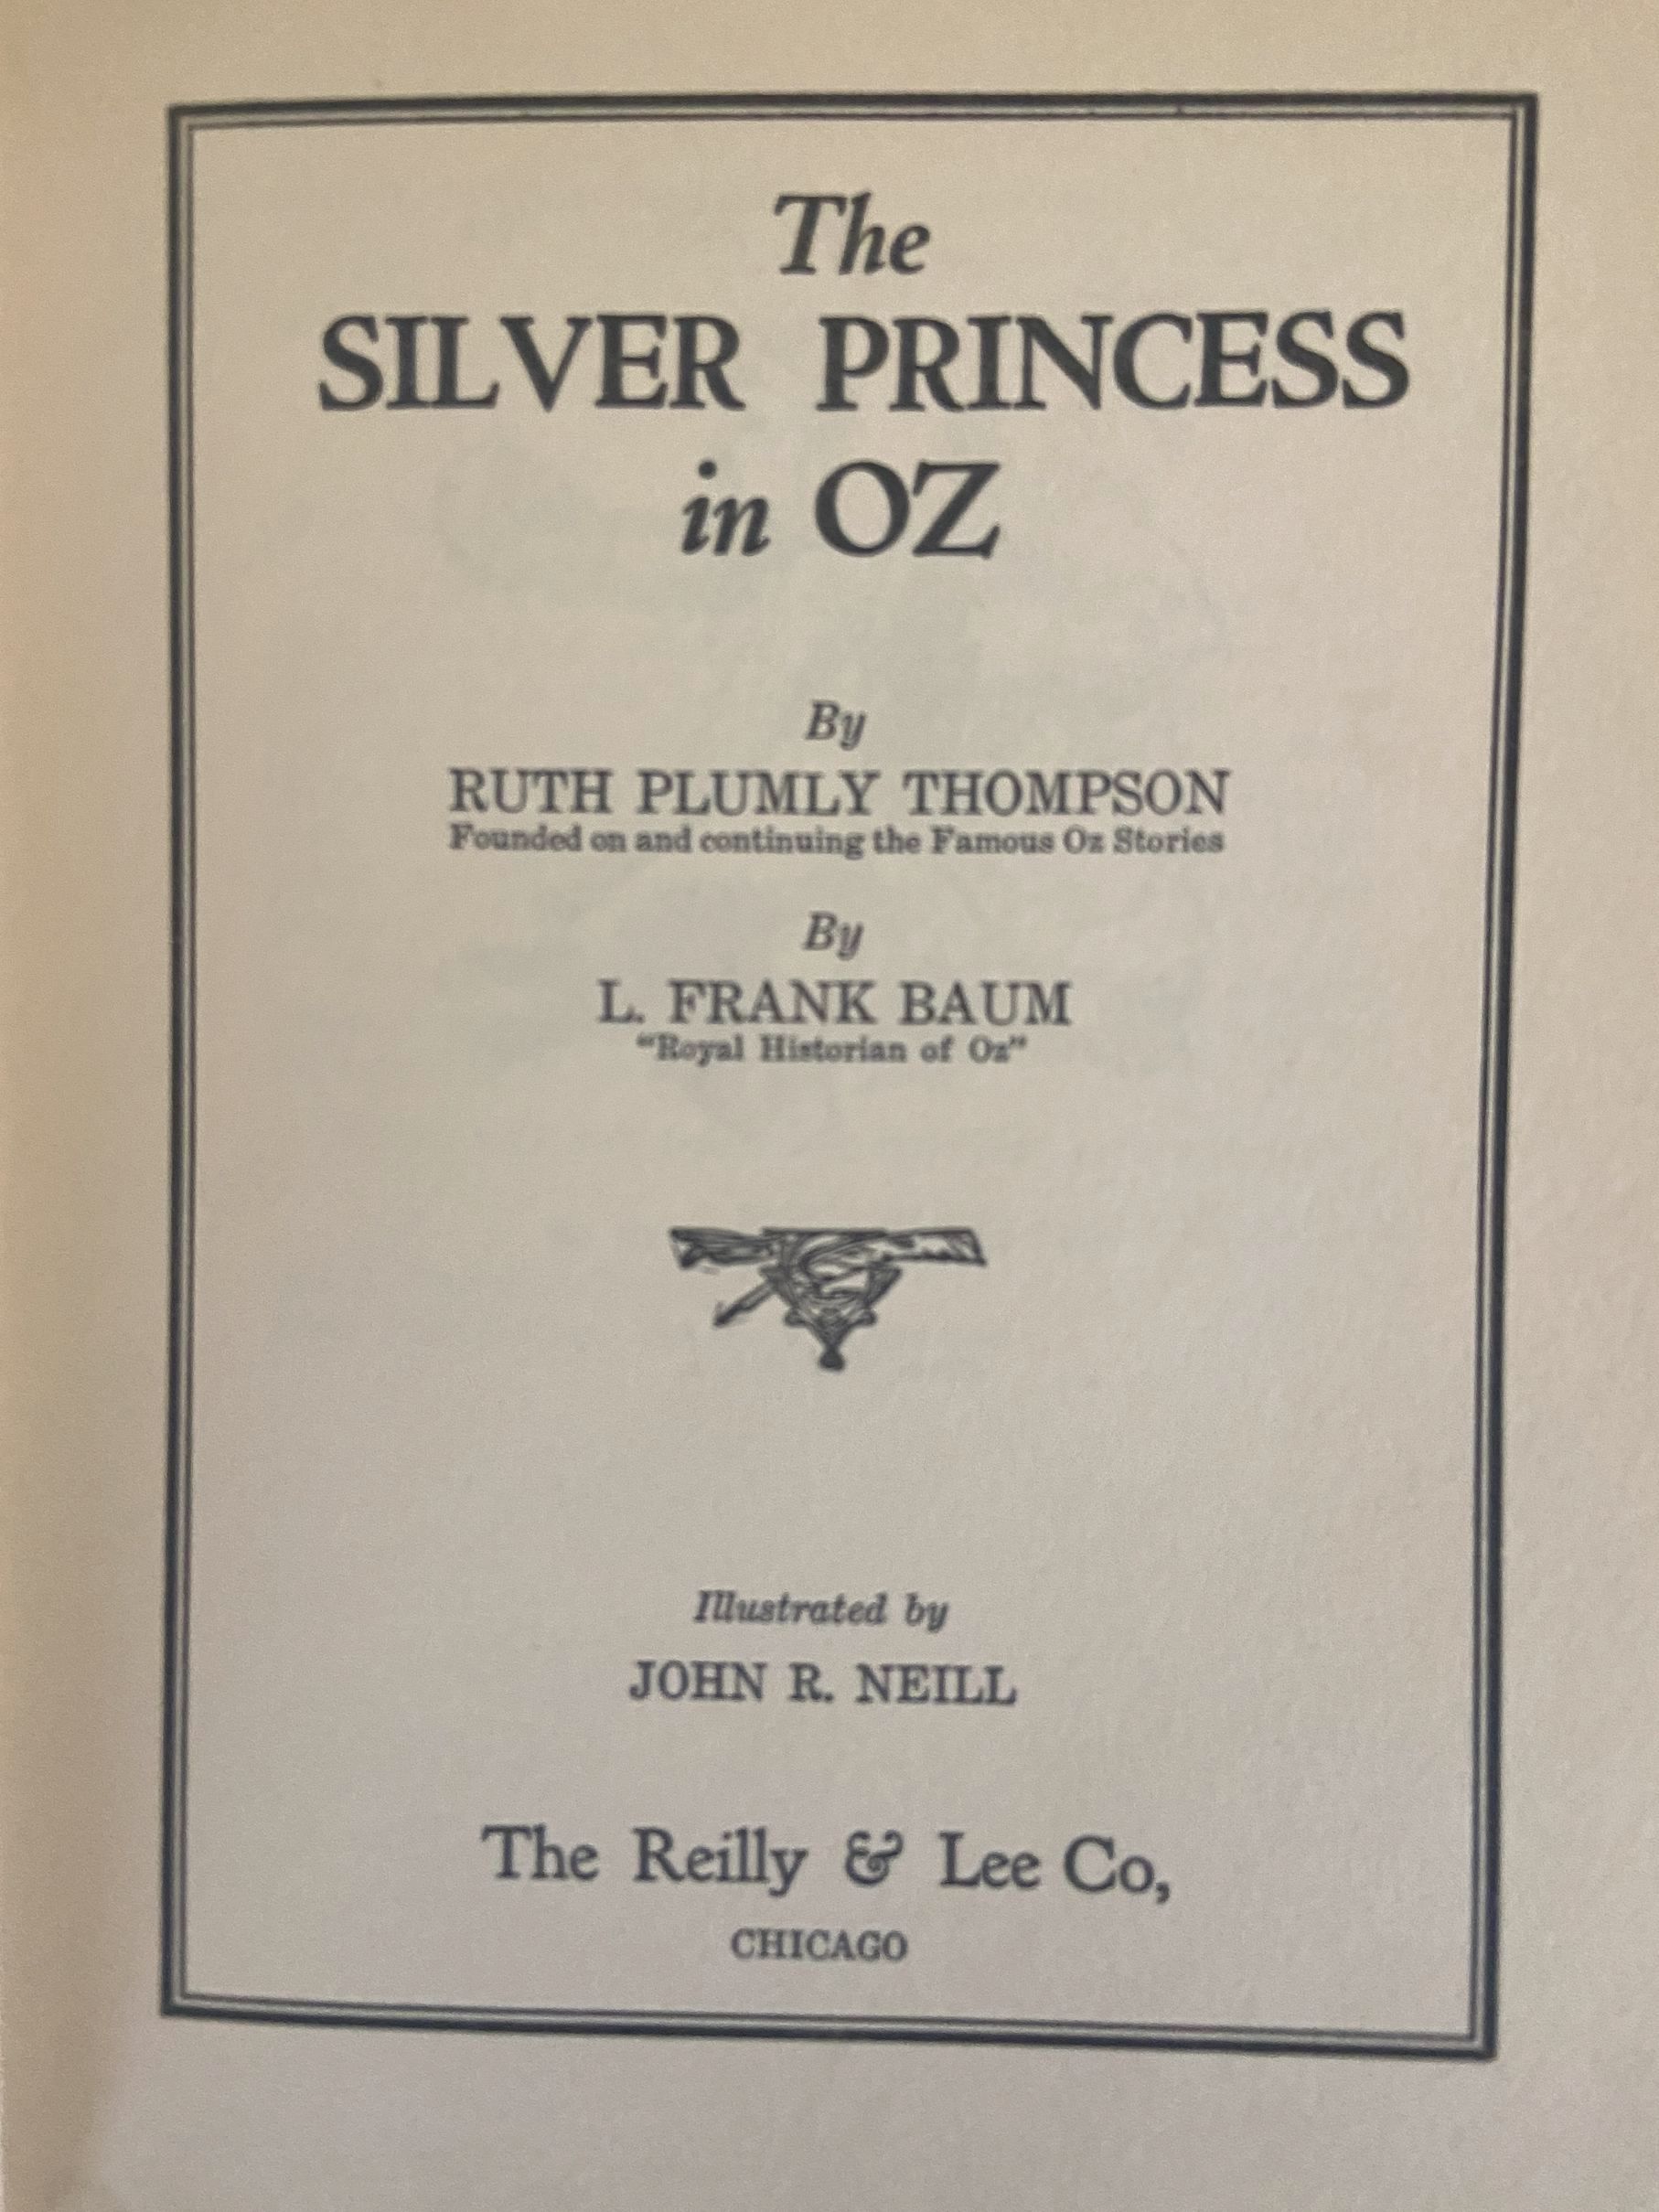 The
SILVER PRINCESS
in OZ
By
RUTH PLUMLY THOMPSON
Founded on and continuing the Famous Oz Stories
By
L. FRANK BAUM
“Royal Historian of Oz”
Illustrated by
JOHN R. NEILL
The Reilly & Lee Co,
CHICAGO